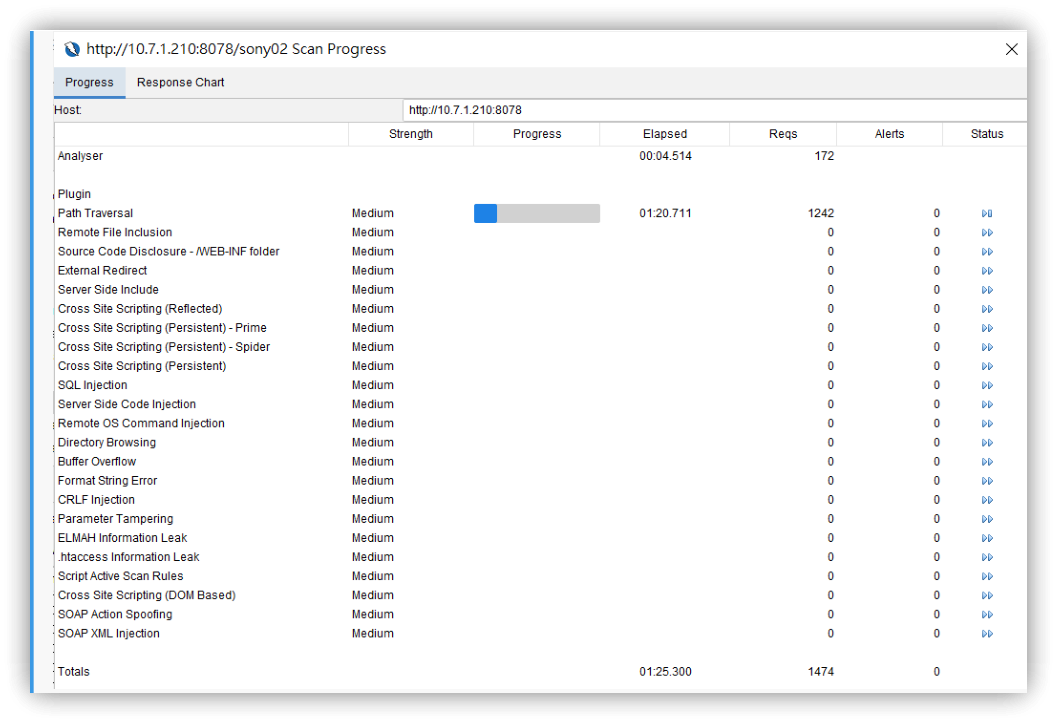 http://10.7.1.210:8078/sony02 Scan Progress
Progress Response Chart
Host: http://10.7.1.210:8078
Strength Progress Elapsed Reqs Alerts Status
Analyser 00:04.514 172
Plugin
Path Traversal Medium 01:20.711 1242 0
Remote File Inclusion Medium 0 0
Source Code Disclosure - /WEB-INF folder Medium 0 0
External Redirect Medium 0 0
Server Side Include Medium 0 0
Cross Site Scripting (Reflected) Medium 0 0
Cross Site Scripting (Persistent) - Prime Medium 0 0
Cross Site Scripting (Persistent) - Spider Medium 0 0
Cross Site Scripting (Persistent) Medium 0 0
SQL Injection Medium 0 0
Server Side Code Injection Medium 0 0
Remote OS Command Injection Medium 0 0
Directory Browsing Medium 0 0
Buffer Overflow Medium 0 0
Format String Error Medium 0 0
CRLF Injection Medium 0 0
Parameter Tampering Medium 0 0
ELMAH Information Leak Medium 0 0
.htaccess Information Leak Medium 0 0
Script Active Scan Rules Medium 0 0
Cross Site Scripting (DOM Based) Medium 0 0
SOAP Action Spoofing Medium 0 0
SOAP XML Injection Medium 0 0
Totals 01:25.300 1474 0